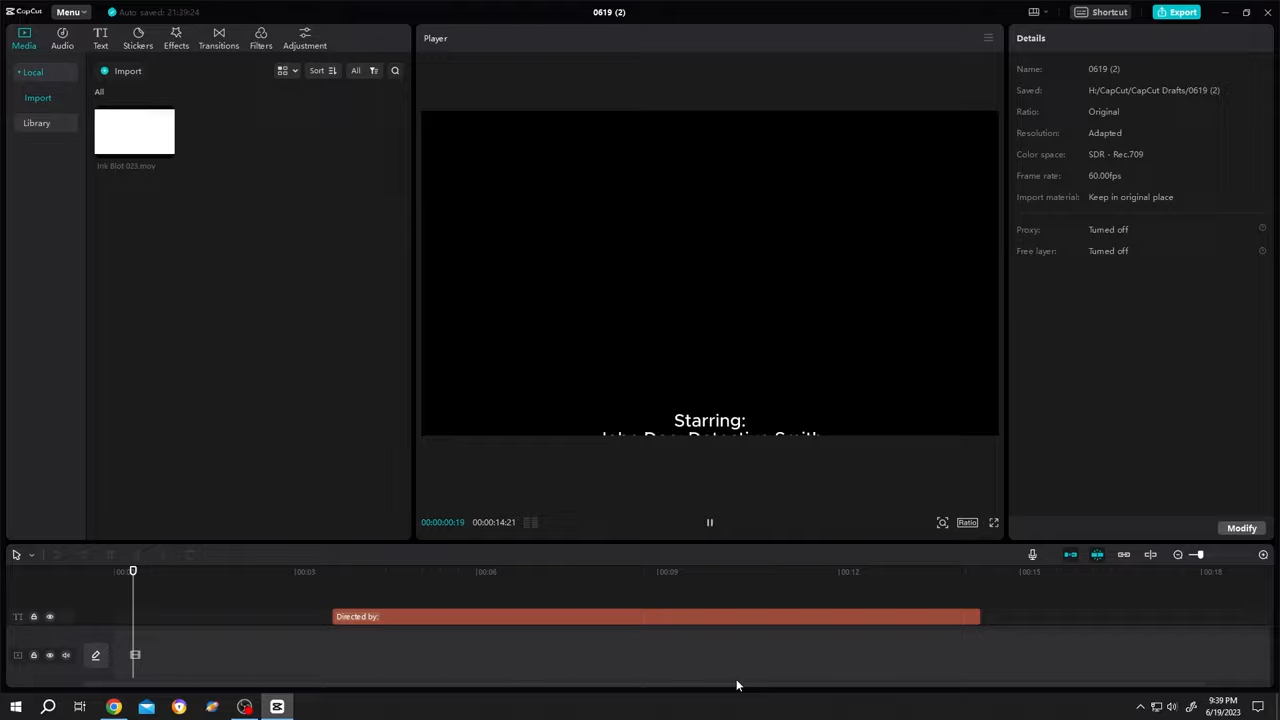 CapCut
Menu
Auto saved: 21:39:24
0619 (2)
Shortcut
Export
Media
Audio
Text
Stickers
Effects
Transitions
Filters
Adjustment
Local
Import
Library
Import
Sort
All
All
Ink Blot 023.mov
Player
Starring:
John Doe: Detective Smith
00:00:00:19
00:00:14:21
Ratio
Details
Name: 0619 (2)
Saved: H:/CapCut/CapCut Drafts/0619 (2)
Ratio: Original
Resolution: Adapted
Color space: SDR - Rec.709
Frame rate: 60.00fps
Import material: Keep in original place
Proxy: Turned off
Free layer: Turned off
Modify
00:03
00:06
00:09
00:12
00:15
00:18
Directed by:
9:39 PM
6/19/2023